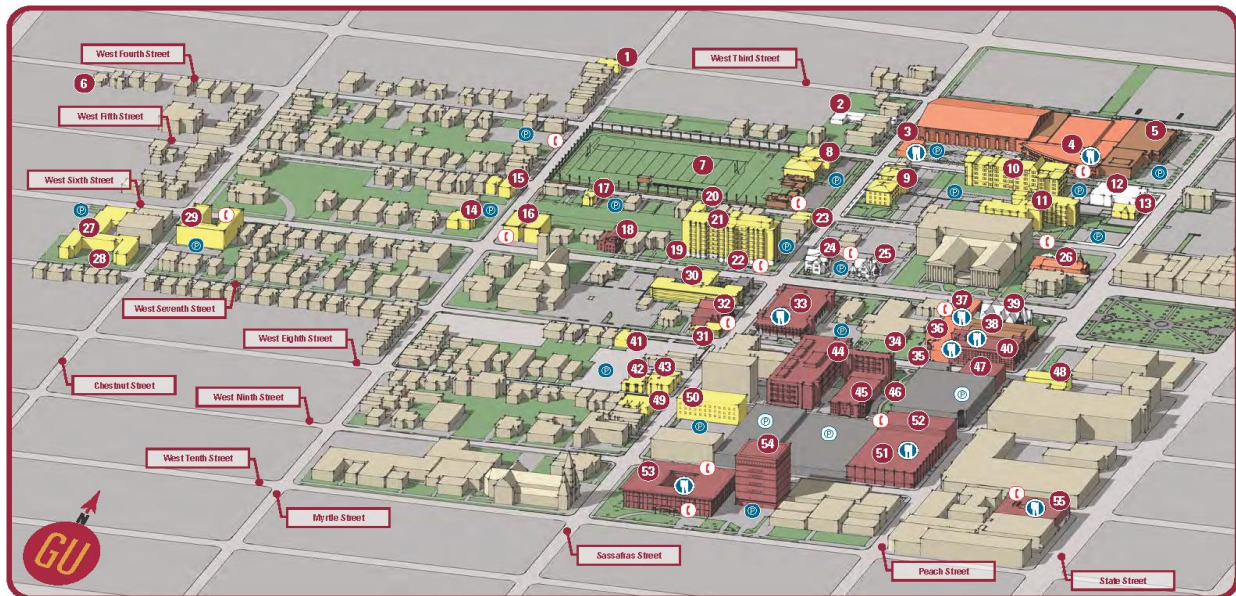 1
West Fourth Street
West Third Street
6
2
West Fifth Street
3
5
4
P
P
7
8
P
10
P
West Sixth Street
15
9
P
P
P
12
17
20
P
11
13
P
29
14
P
16
21
23
27
P
18
P
P
19
22
24
25
28
30
P
26
West Seventh Street
37
39
32
33
36
38
31
P
34
35
40
West Eighth Street
41
44
42
43
P
47
48
Chestnut Street
45
46
P
49
50
West Ninth Street
P
P
P
52
54
51
West Tenth Street
53
55
Myrtle Street
P
N
GU
Sassafras Street
Peach Street
State Street